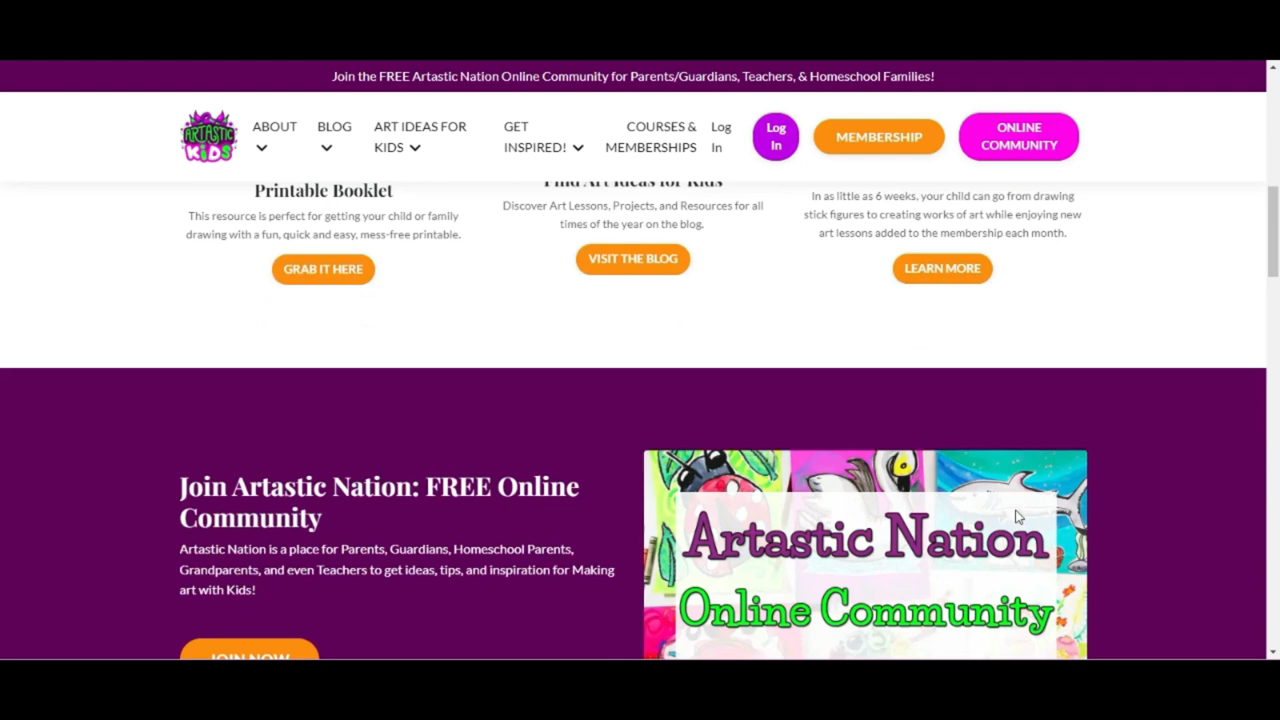 Join the FREE Artastic Nation Online Community for Parents/Guardians, Teachers, & Homeschool Families!
ARTASTIC
KiDS
ABOUT
BLOG
ART IDEAS FOR
KIDS
GET
INSPIRED!
COURSES &
MEMBERSHIPS
Log
In
Log
In
MEMBERSHIP
ONLINE
COMMUNITY
Printable Booklet
This resource is perfect for getting your child or family
drawing with a fun, quick and easy, mess-free printable.
GRAB IT HERE
Find Art Ideas for Kids
Discover Art Lessons, Projects, and Resources for all
times of the year on the blog.
VISIT THE BLOG
In as little as 6 weeks, your child can go from drawing
stick figures to creating works of art while enjoying new
art lessons added to the membership each month.
LEARN MORE
Join Artastic Nation: FREE Online
Community
Artastic Nation is a place for Parents, Guardians, Homeschool Parents,
Grandparents, and even Teachers to get ideas, tips, and inspiration for Making
art with Kids!
JOIN NOW
Artastic Nation
Online Community